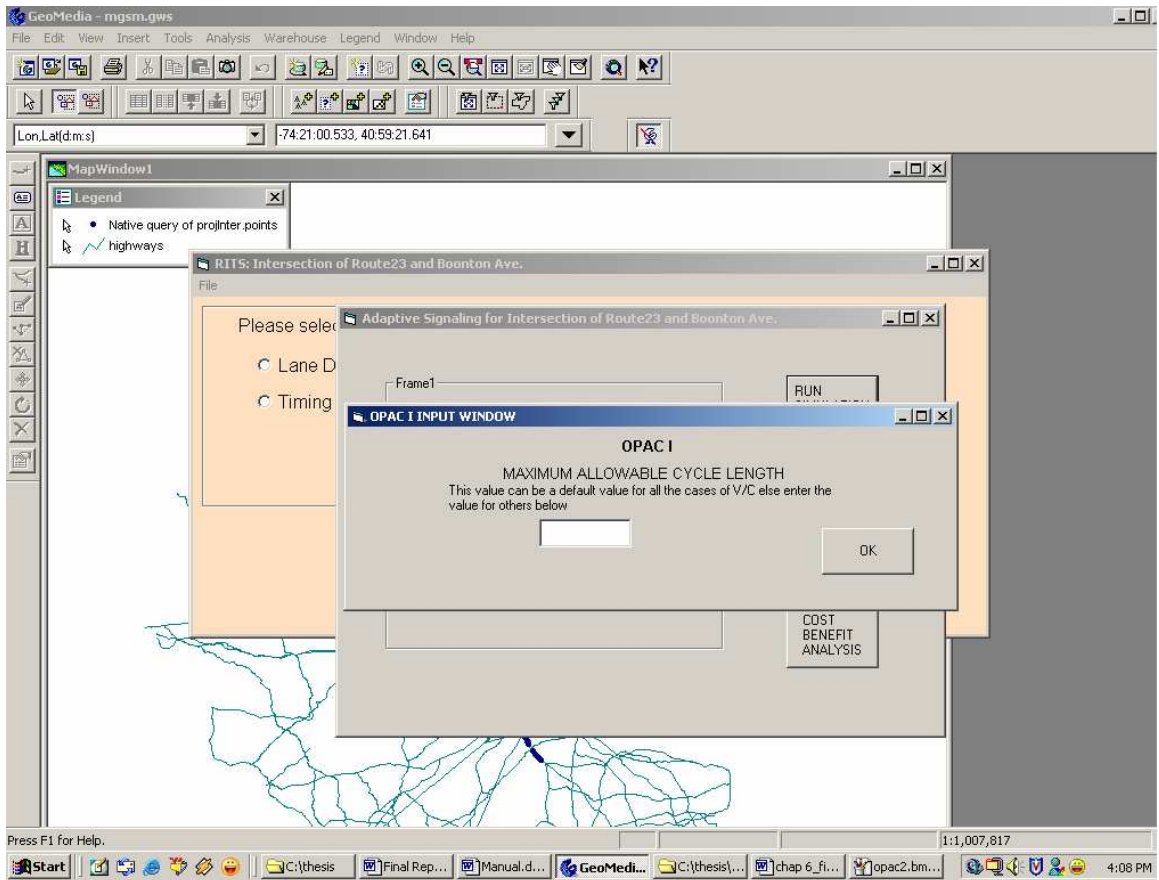 GeoMedia - mgsm.gws
File Edit View Insert Tools Analysis Warehouse Legend Window Help
Lon,Lat(d:m:s) -74:21:00.533, 40:59:21.641
MapWindow1
Legend
Native query of projInter.points
highways
RITS: Intersection of Route23 and Boonton Ave.
File
Please selec
Lane D
Timing
Adaptive Signaling for Intersection of Route23 and Boonton Ave.
Frame1
RUN
OPAC I INPUT WINDOW
OPAC I
MAXIMUM ALLOWABLE CYCLE LENGTH
This value can be a default value for all the cases of V/C else enter the
value for others below
OK
COST
BENEFIT
ANALYSIS
Press F1 for Help.
1:1,007,817
Start C:\thesis Final Rep... Manual.d... GeoMedi... C:\thesis\... chap 6_fi... opac2.bm... 4:08 PM